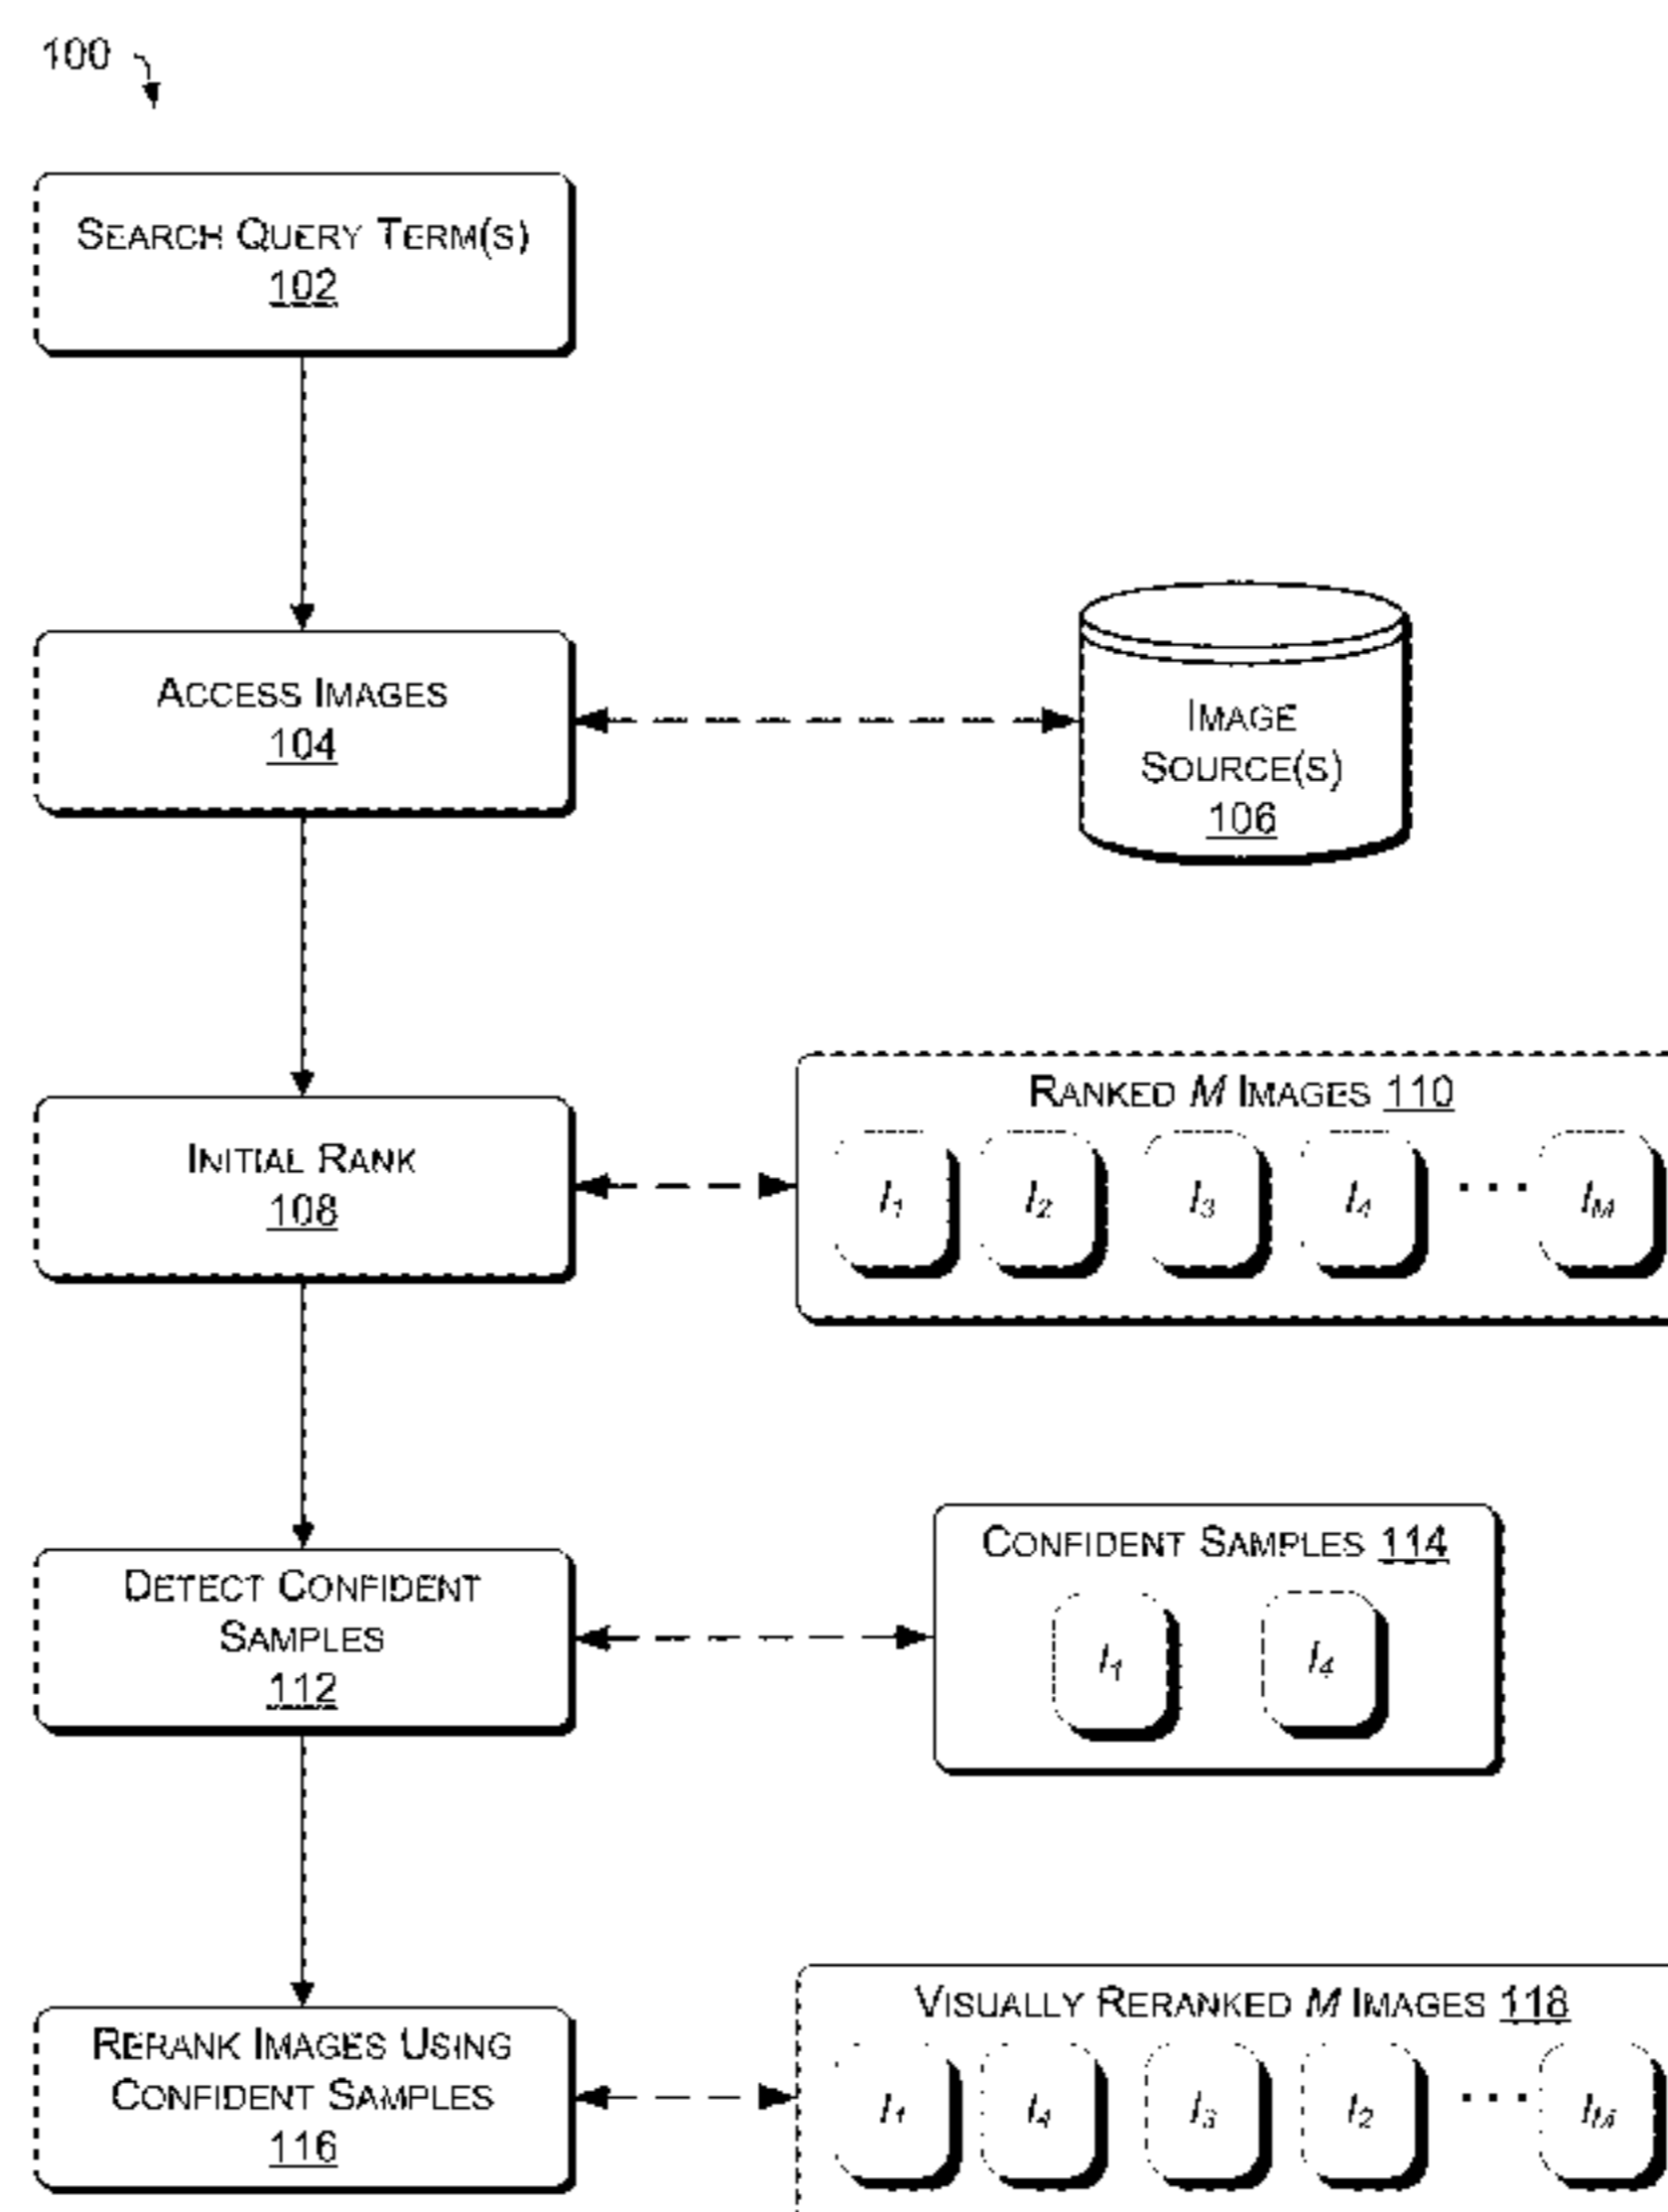 100
SEARCH QUERY TERM(S)
102
ACCESS IMAGES
104
IMAGE
SOURCE(S)
106
INITIAL RANK
108
RANKED M IMAGES 110
I1 I2 I3 I4 ... IM
DETECT CONFIDENT
SAMPLES
112
CONFIDENT SAMPLES 114
I1 I4
RERANK IMAGES USING
CONFIDENT SAMPLES
116
VISUALLY RERANKED M IMAGES 118
I1 I4 I3 I2 ... IM